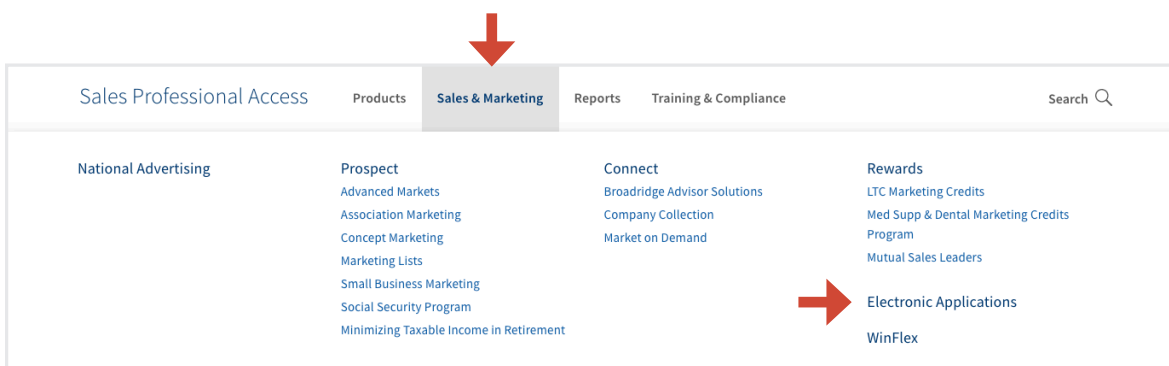 Sales Professional Access
Products
Sales & Marketing
Reports
Training & Compliance
Search
National Advertising
Prospect
Advanced Markets
Association Marketing
Concept Marketing
Marketing Lists
Small Business Marketing
Social Security Program
Minimizing Taxable Income in Retirement
Connect
Broadridge Advisor Solutions
Company Collection
Market on Demand
Rewards
LTC Marketing Credits
Med Supp & Dental Marketing Credits
Program
Mutual Sales Leaders
Electronic Applications
WinFlex